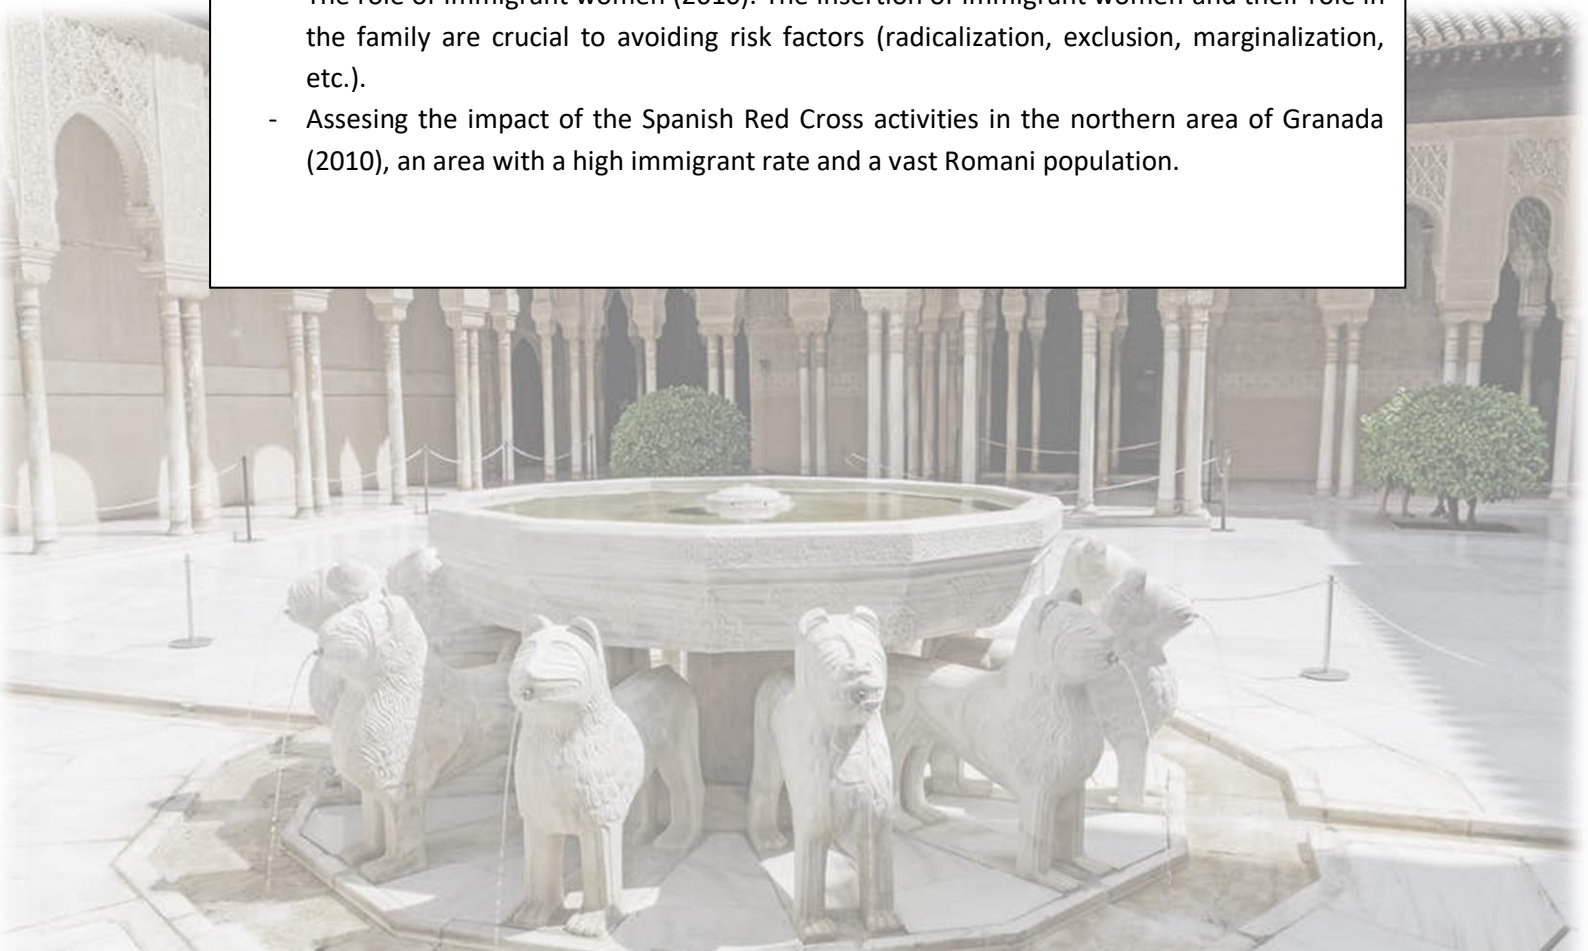 The role of immigrant women (2010). The insertion of immigrant women and their role in
the family are crucial to avoiding risk factors (radicalization, exclusion, marginalization,
etc.).
- Assesing the impact of the Spanish Red Cross activities in the northern area of Granada
(2010), an area with a high immigrant rate and a vast Romani population.